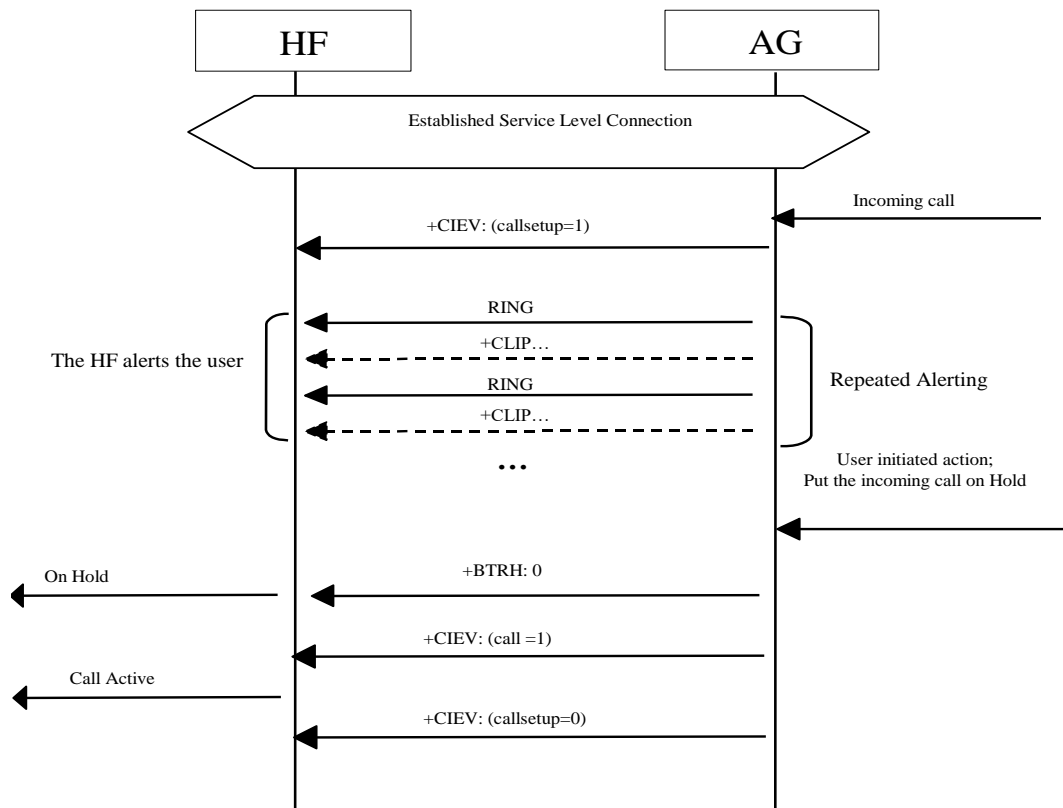 HF
AG
Established Service Level Connection
Incoming call
+CIEV: (callsetup=1)
RING
+CLIP…
The HF alerts the user
RING
Repeated Alerting
+CLIP…
...
User initiated action;
Put the incoming call on Hold
On Hold
+BTRH: 0
+CIEV: (call =1)
Call Active
+CIEV: (callsetup=0)